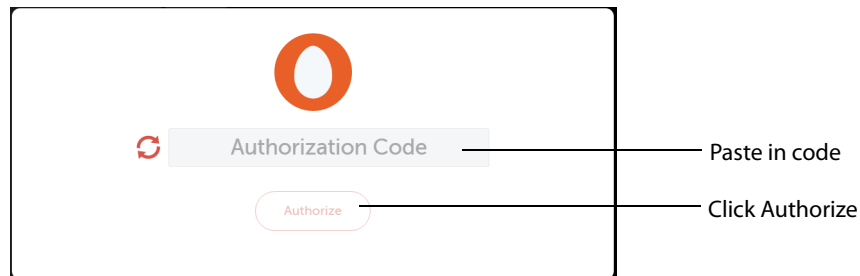 Authorization Code
Paste in code
Authorize
Click Authorize